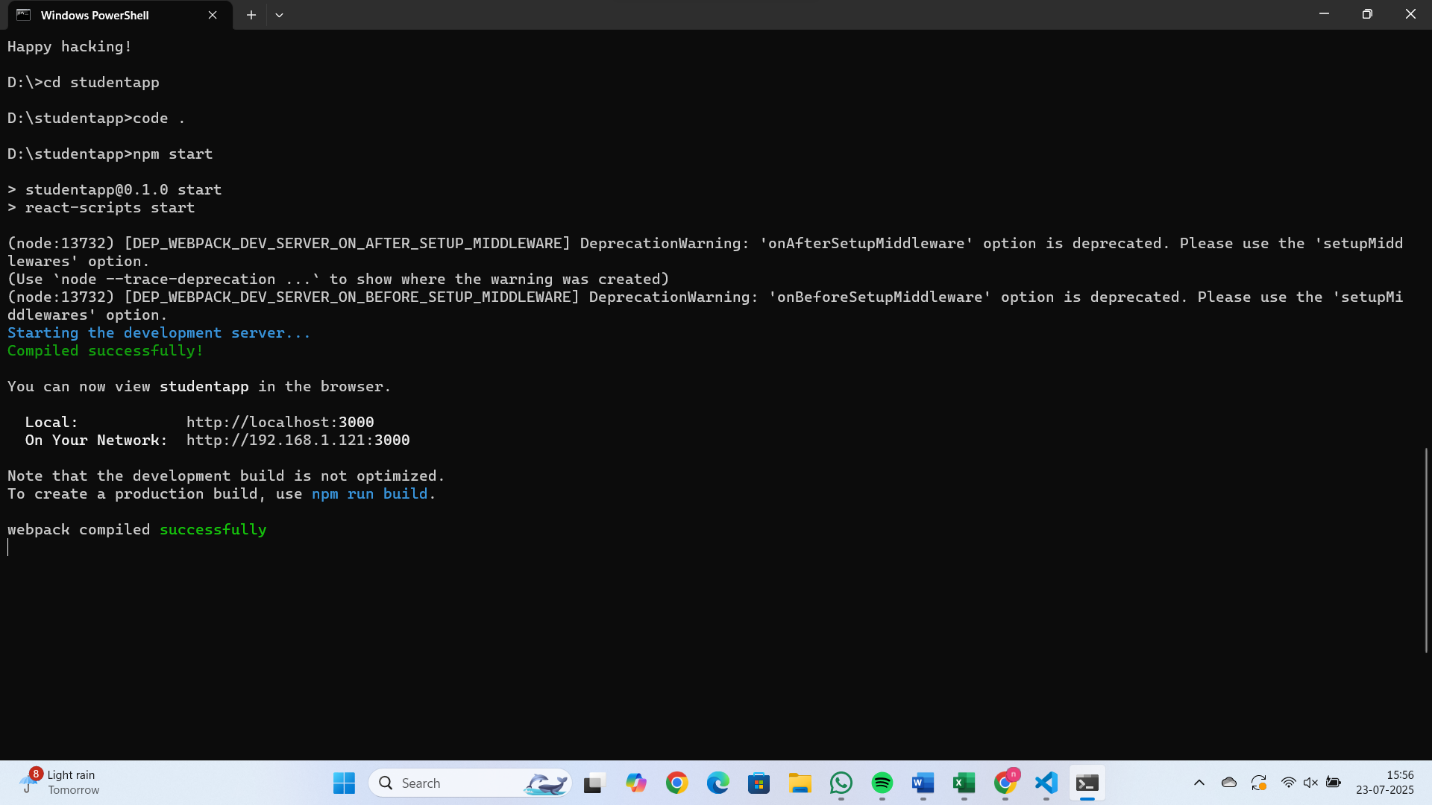 Windows PowerShell
Happy hacking!
D:\>cd studentapp
D:\studentapp>code .
D:\studentapp>npm start
> studentapp@0.1.0 start
> react-scripts start
(node:13732) [DEP_WEBPACK_DEV_SERVER_ON_AFTER_SETUP_MIDDLEWARE] DeprecationWarning: 'onAfterSetupMiddleware' option is deprecated. Please use the 'setupMidd
lewares' option.
(Use `node --trace-deprecation ...` to show where the warning was created)
(node:13732) [DEP_WEBPACK_DEV_SERVER_ON_BEFORE_SETUP_MIDDLEWARE] DeprecationWarning: 'onBeforeSetupMiddleware' option is deprecated. Please use the 'setupMi
ddlewares' option.
Starting the development server...
Compiled successfully!
You can now view studentapp in the browser.
Local: http://localhost:3000
On Your Network: http://192.168.1.121:3000
Note that the development build is not optimized.
To create a production build, use npm run build.
webpack compiled successfully
8
Light rain
Tomorrow
Search
W
X
n
15:56
23-07-2025